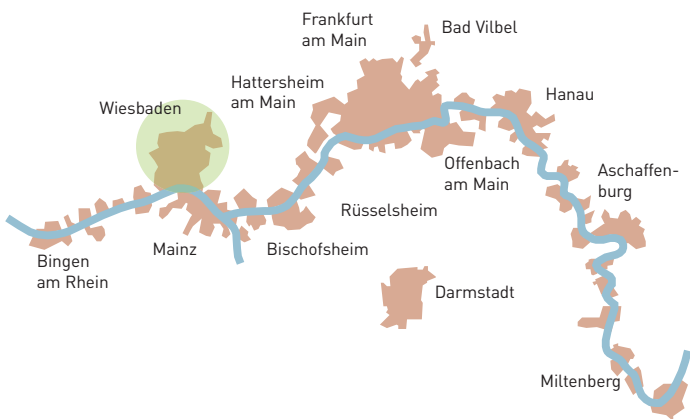 Frankfurt
am Main
Bad Vilbel
Hattersheim
am Main
Wiesbaden
Hanau
Offenbach
am Main
Aschaffen-
burg
Rüsselsheim
Mainz
Bischofsheim
Bingen
am Rhein
Darmstadt
Miltenberg